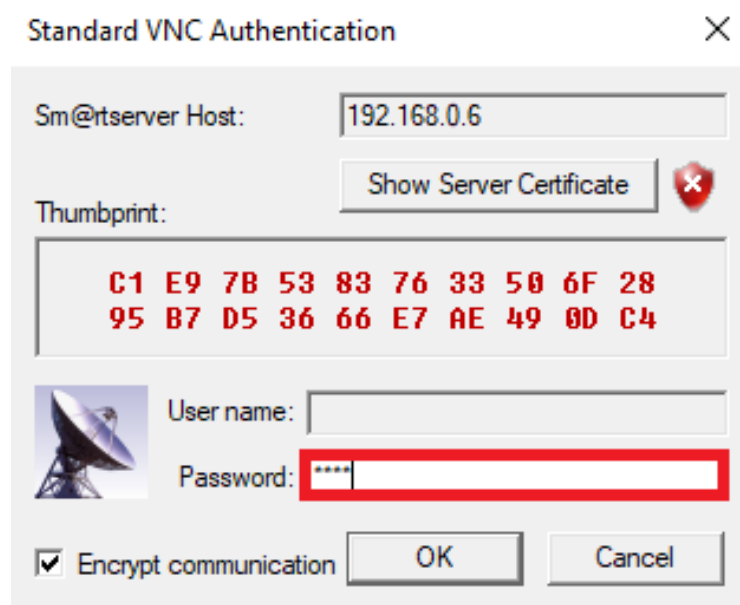 Standard VNC Authentication
Sm@rtserver Host: 192.168.0.6
Show Server Certificate
Thumbprint:
C1 E9 7B 53 83 76 33 50 6F 28
95 B7 D5 36 66 E7 AE 49 0D C4
User name:
Password: ****
Encrypt communication OK Cancel